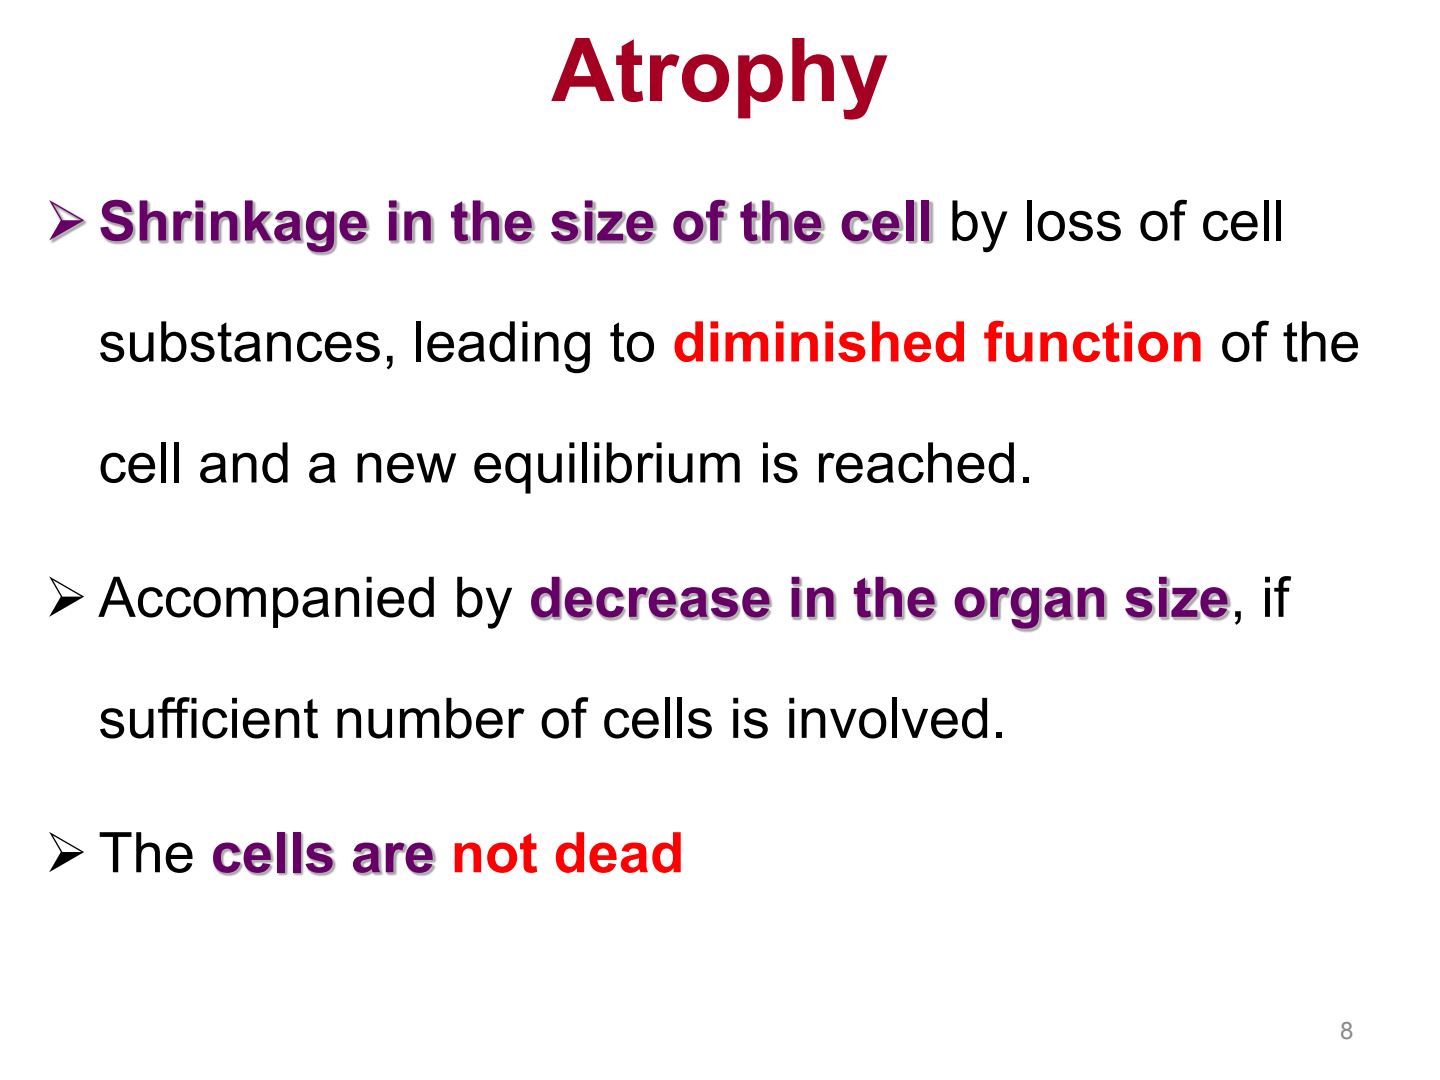 Atrophy
➢ Shrinkage in the size of the cell by loss of cell
substances, leading to diminished function of the
cell and a new equilibrium is reached.
➢ Accompanied by decrease in the organ size, if
sufficient number of cells is involved.
➢ The cells are not dead
8